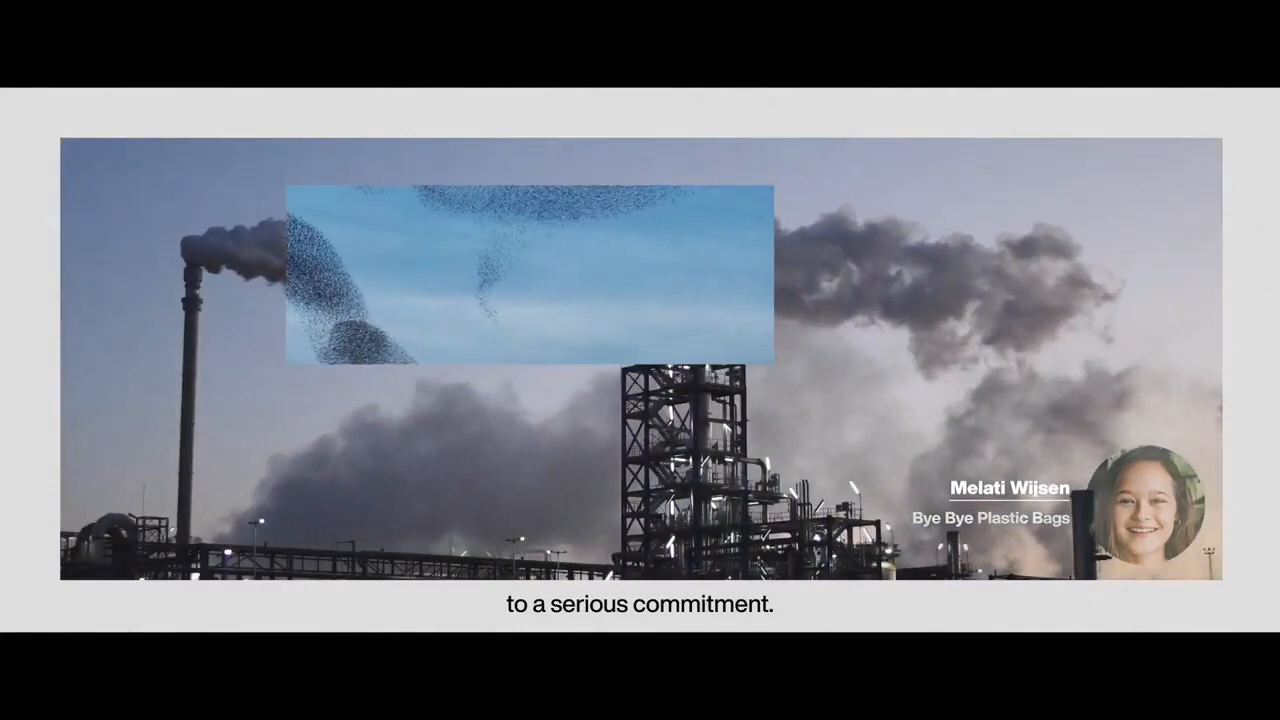 Melati Wijsen
Bye Bye Plastic Bags
to a serious commitment.